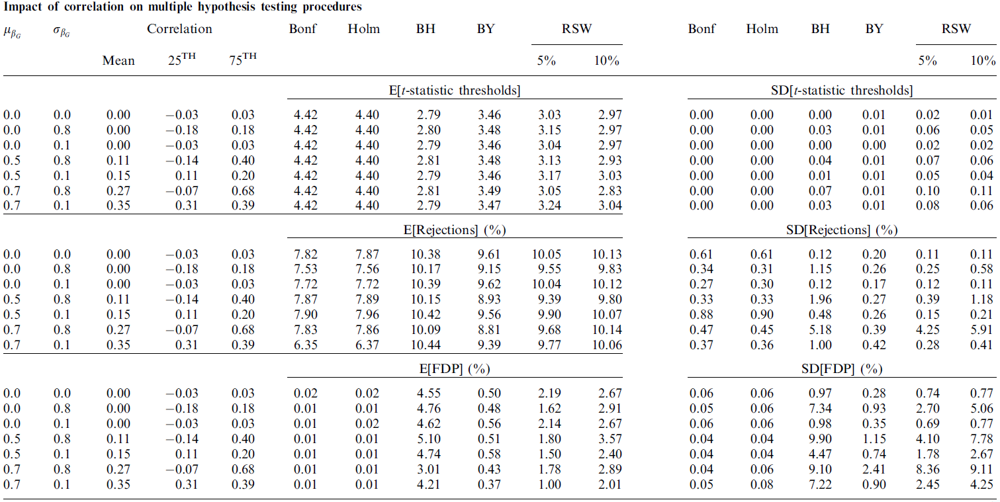 Impact of correlation on multiple hypothesis testing procedures
μβG σβG Correlation Bonf Holm BH BY RSW Bonf Holm BH BY RSW
Mean 25TH 75TH 5% 10% 5% 10%
E[t-statistic thresholds] SD[t-statistic thresholds]
0.0 0.0 0.00 −0.03 0.03 4.42 4.40 2.79 3.46 3.03 2.97 0.00 0.00 0.00 0.01 0.02 0.01
0.0 0.8 0.00 −0.18 0.18 4.42 4.40 2.80 3.48 3.15 2.97 0.00 0.00 0.03 0.01 0.06 0.05
0.0 0.1 0.00 −0.03 0.03 4.42 4.40 2.79 3.46 3.04 2.97 0.00 0.00 0.00 0.00 0.02 0.02
0.5 0.8 0.11 −0.14 0.40 4.42 4.40 2.81 3.48 3.13 2.93 0.00 0.00 0.04 0.01 0.07 0.06
0.5 0.1 0.15 0.11 0.20 4.42 4.40 2.79 3.46 3.17 3.03 0.00 0.00 0.01 0.01 0.05 0.04
0.7 0.8 0.27 −0.07 0.68 4.42 4.40 2.81 3.49 3.05 2.83 0.00 0.00 0.07 0.01 0.10 0.11
0.7 0.1 0.35 0.31 0.39 4.42 4.40 2.79 3.47 3.24 3.04 0.00 0.00 0.03 0.01 0.08 0.06
E[Rejections] (%) SD[Rejections] (%)
0.0 0.0 0.00 −0.03 0.03 7.82 7.87 10.38 9.61 10.05 10.13 0.61 0.61 0.12 0.20 0.11 0.11
0.0 0.8 0.00 −0.18 0.18 7.53 7.56 10.17 9.15 9.55 9.83 0.34 0.31 1.15 0.26 0.25 0.58
0.0 0.1 0.00 −0.03 0.03 7.72 7.72 10.39 9.62 10.04 10.12 0.27 0.30 0.12 0.17 0.12 0.11
0.5 0.8 0.11 −0.14 0.40 7.87 7.89 10.15 8.93 9.39 9.80 0.33 0.33 1.96 0.27 0.39 1.18
0.5 0.1 0.15 0.11 0.20 7.90 7.96 10.42 9.56 9.90 10.07 0.88 0.90 0.48 0.26 0.15 0.21
0.7 0.8 0.27 −0.07 0.68 7.83 7.86 10.09 8.81 9.68 10.14 0.47 0.45 5.18 0.39 4.25 5.91
0.7 0.1 0.35 0.31 0.39 6.35 6.37 10.44 9.39 9.77 10.06 0.37 0.36 1.00 0.42 0.28 0.41
E[FDP] (%) SD[FDP] (%)
0.0 0.0 0.00 −0.03 0.03 0.02 0.02 4.55 0.50 2.19 2.67 0.06 0.06 0.97 0.28 0.74 0.77
0.0 0.8 0.00 −0.18 0.18 0.01 0.01 4.76 0.48 1.62 2.91 0.05 0.06 7.34 0.93 2.70 5.06
0.0 0.1 0.00 −0.03 0.03 0.01 0.02 4.62 0.56 2.14 2.67 0.06 0.06 0.98 0.35 0.69 0.77
0.5 0.8 0.11 −0.14 0.40 0.01 0.01 5.10 0.51 1.80 3.57 0.04 0.04 9.90 1.15 4.10 7.78
0.5 0.1 0.15 0.11 0.20 0.01 0.01 4.74 0.58 1.50 2.40 0.04 0.04 4.47 0.74 1.78 2.67
0.7 0.8 0.27 −0.07 0.68 0.01 0.01 3.01 0.43 1.78 2.89 0.04 0.06 9.10 2.41 8.36 9.11
0.7 0.1 0.35 0.31 0.39 0.01 0.01 4.21 0.37 1.00 2.01 0.05 0.08 7.22 0.90 2.45 4.25